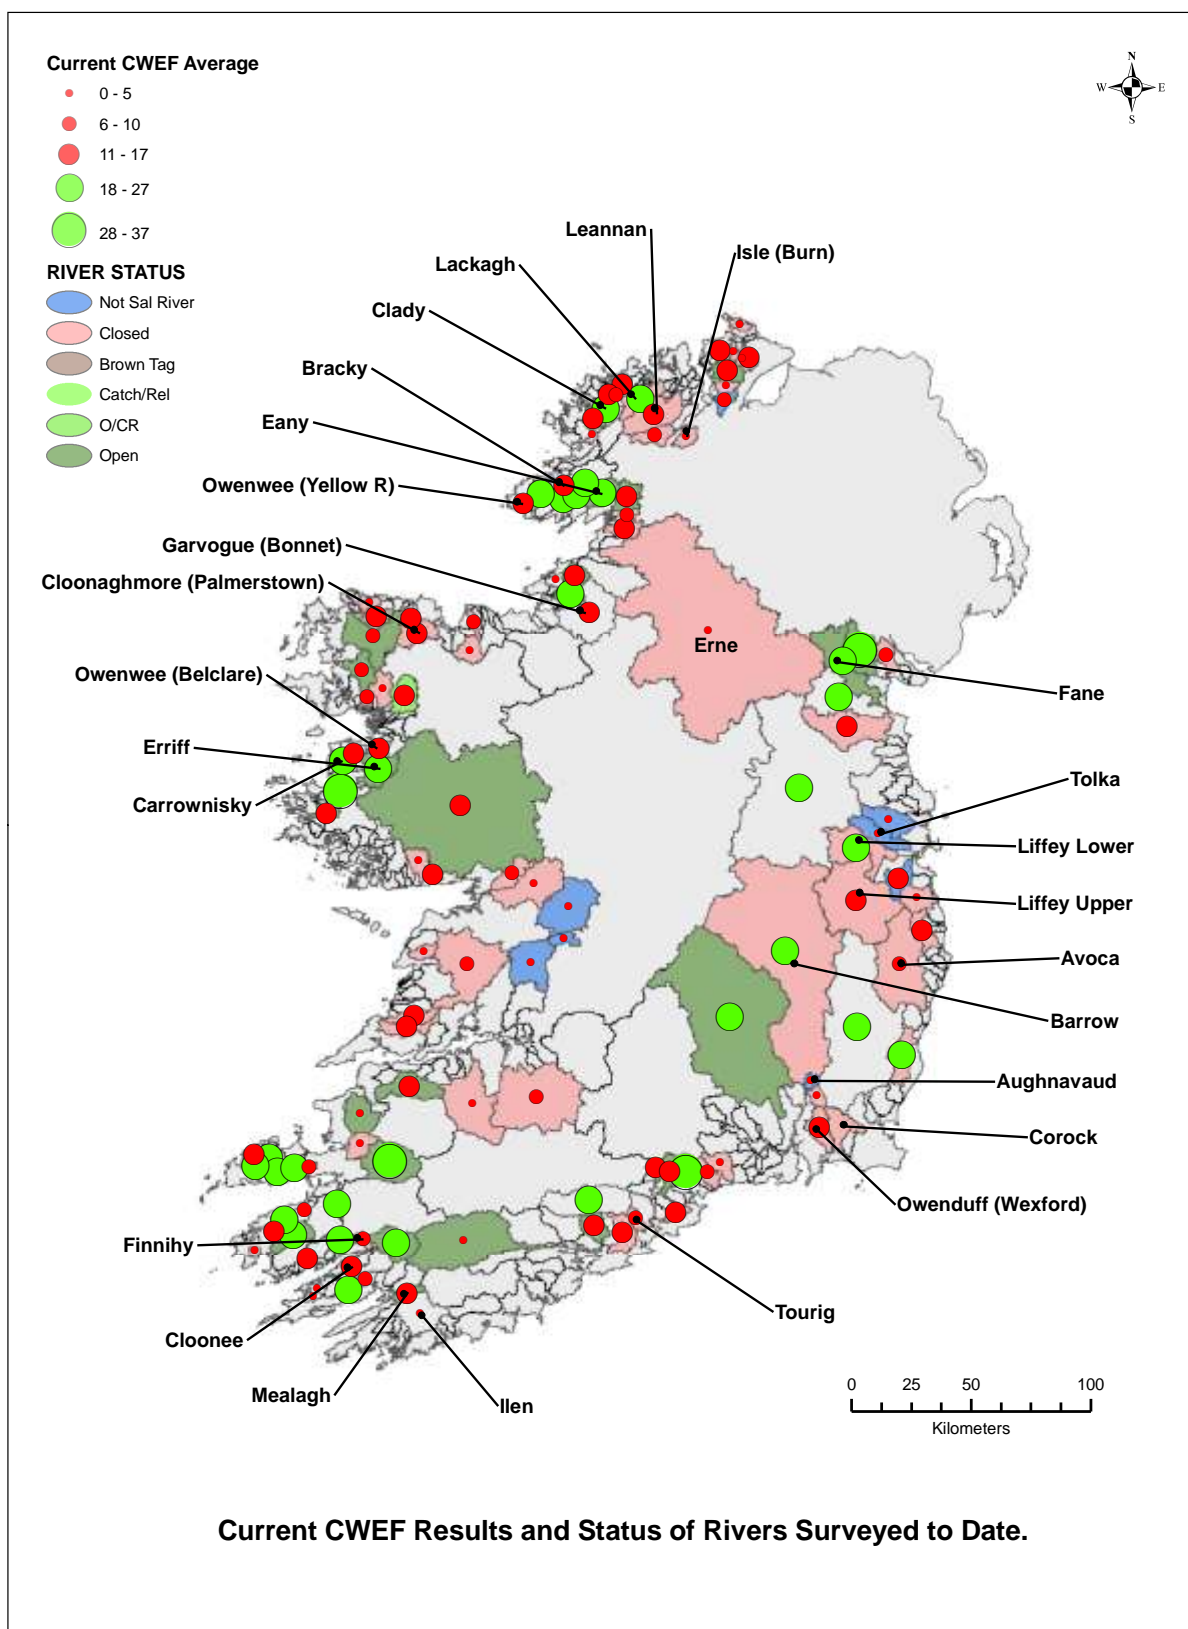 Current CWEF Average
0 - 5
6 - 10
11 - 17
18 - 27
28 - 37
RIVER STATUS
Not Sal River
Closed
Brown Tag
Catch/Rel
O/CR
Open
N
W
E
S
Leannan
Isle (Burn)
Lackagh
Clady
Bracky
Eany
Owenwee (Yellow R)
Garvogue (Bonnet)
Cloonaghmore (Palmerstown)
Erne
Owenwee (Belclare)
Fane
Erriff
Carrownisky
Tolka
Liffey Lower
Liffey Upper
Avoca
Barrow
Aughnavaud
Corock
Owenduff (Wexford)
Finnihy
Tourig
Cloonee
Mealagh
Ilen
0 25 50 100
Kilometers
Current CWEF Results and Status of Rivers Surveyed to Date.